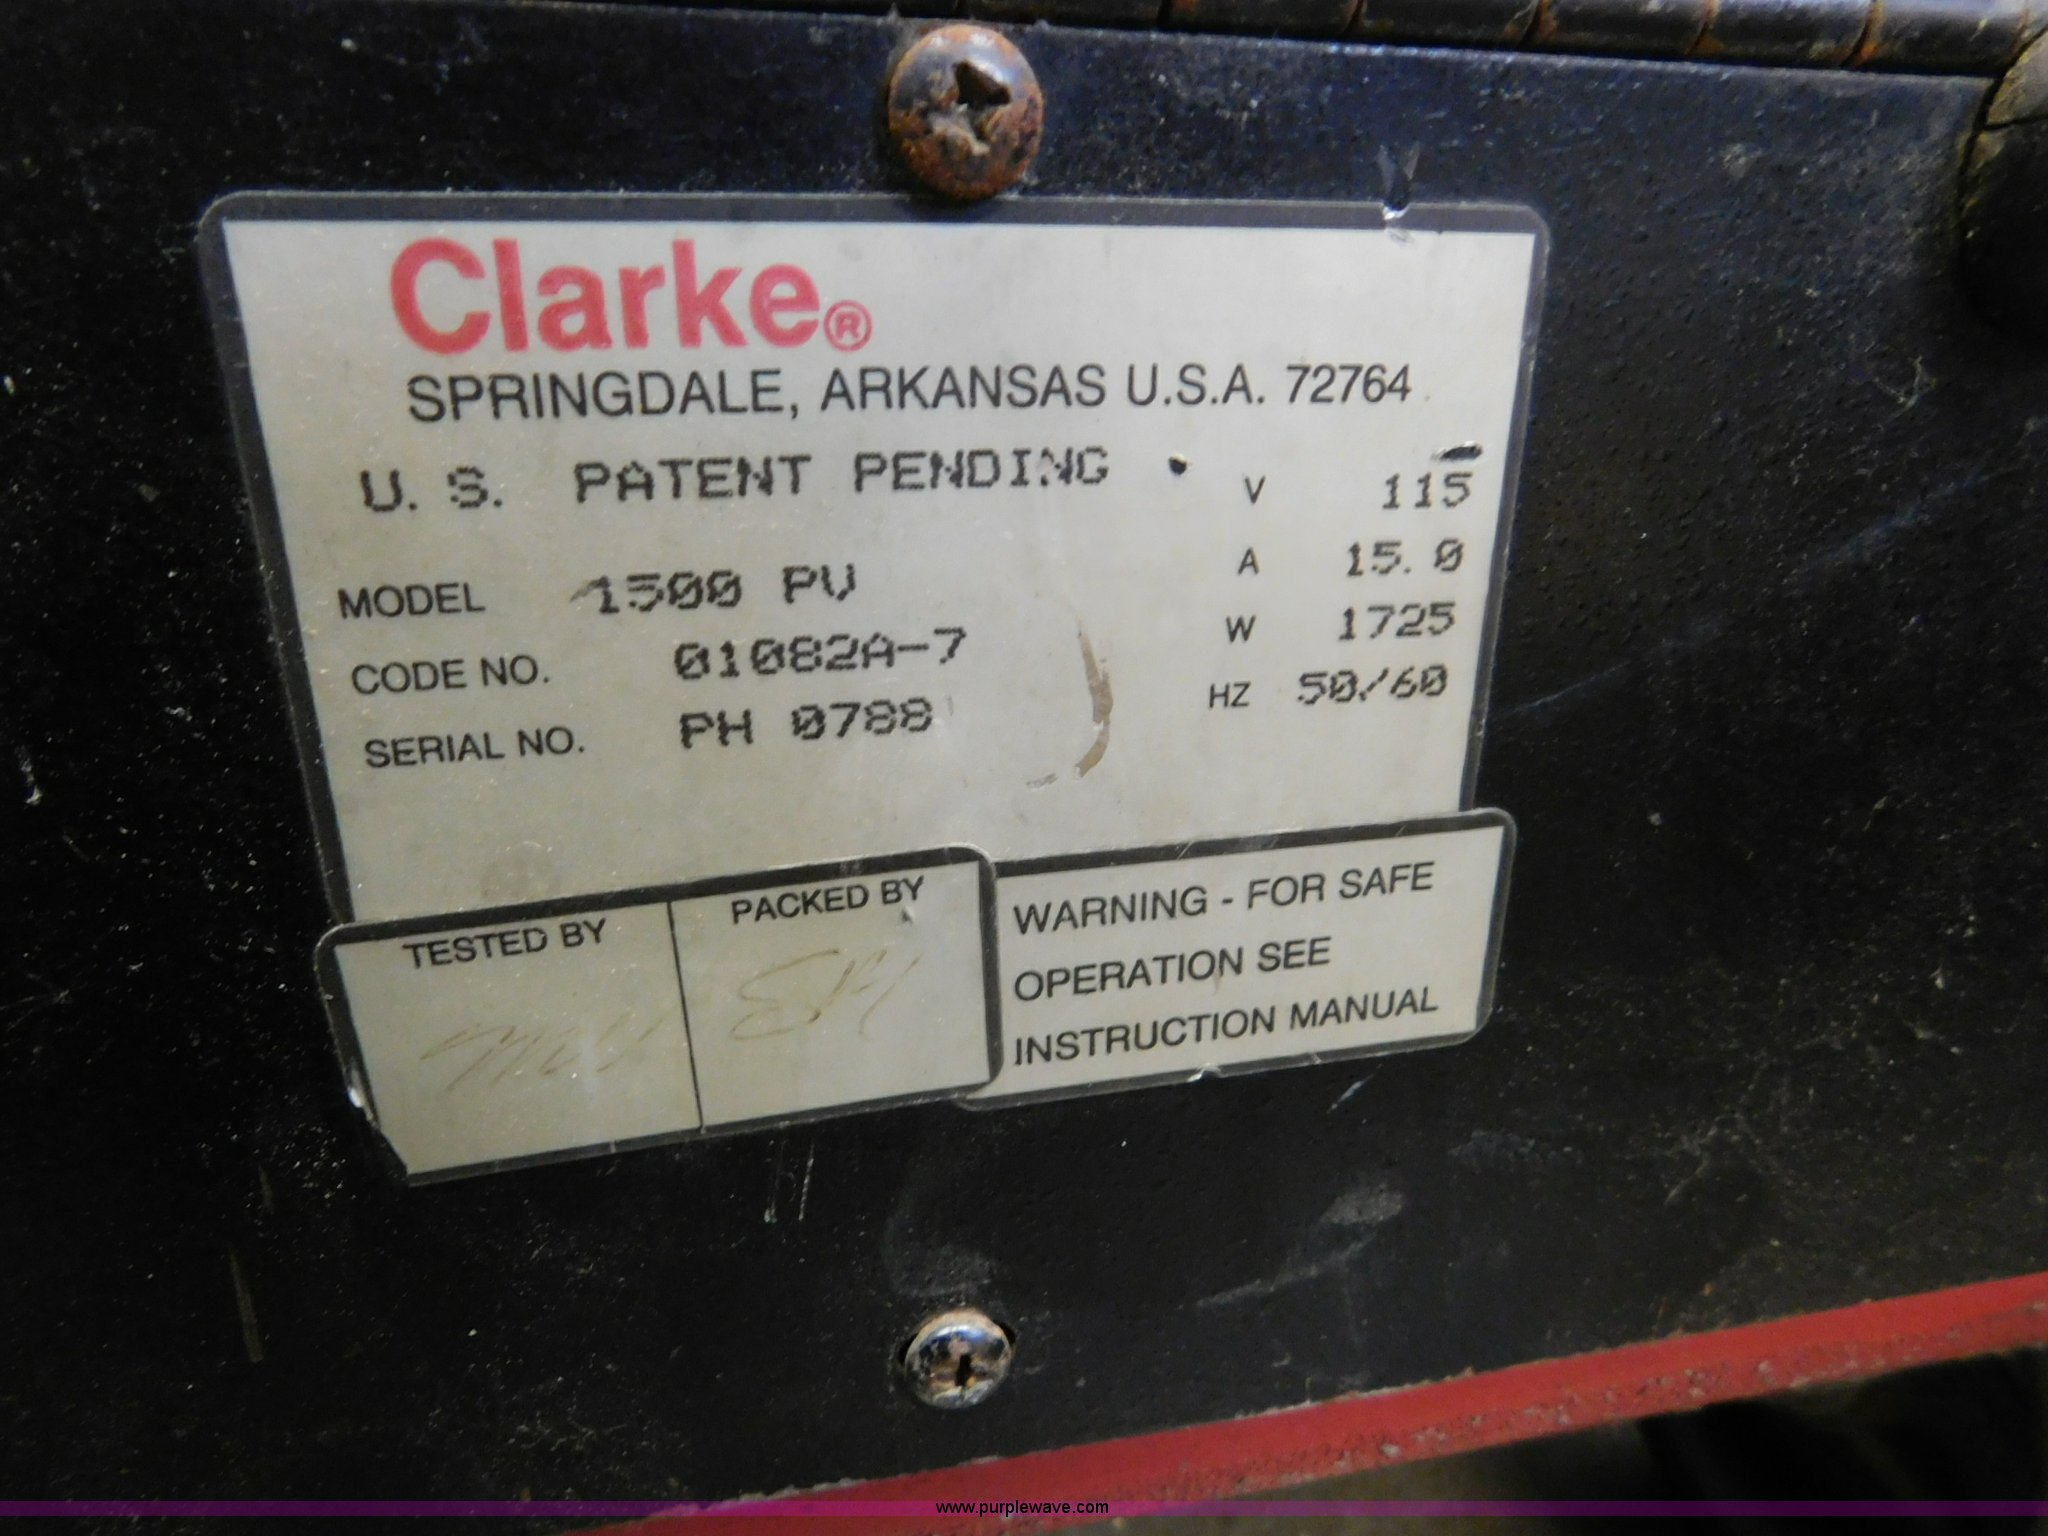 Clarke®
SPRINGDALE, ARKANSAS U.S.A. 72764
U. S. PATENT PENDING
V 115
A 15.0
W 1725
HZ 50/60
MODEL 1500 PV
CODE NO. 01082A-7
SERIAL NO. PH 0788
TESTED BY
PACKED BY
WARNING - FOR SAFE
OPERATION SEE
INSTRUCTION MANUAL
www.purplewave.com